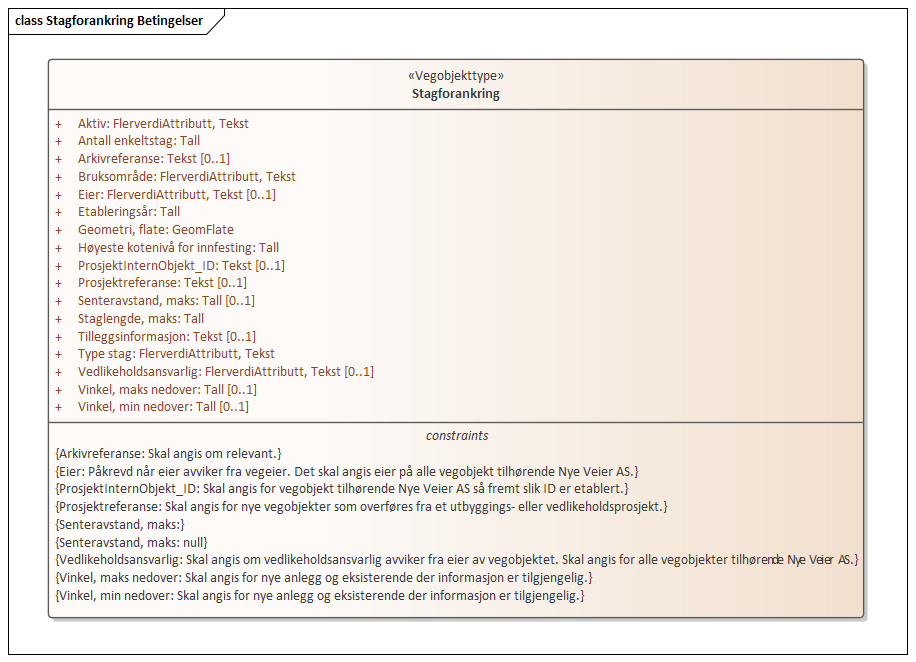 class Stagforankring Betingelser
«Vegobjekttype»
Stagforankring
+ Aktiv: FlerverdiAttributt, Tekst
+ Antall enkeltstag: Tall
+ Arkivreferanse: Tekst [0..1]
+ Bruksområde: FlerverdiAttributt, Tekst
+ Eier: FlerverdiAttributt, Tekst [0..1]
+ Etableringsår: Tall
+ Geometri, flate: GeomFlate
+ Høyeste kotenivå for innfesting: Tall
+ ProsjektInternObjekt_ID: Tekst [0..1]
+ Prosjektreferanse: Tekst [0..1]
+ Senteravstand, maks: Tall [0..1]
+ Staglengde, maks: Tall
+ Tilleggsinformasjon: Tekst [0..1]
+ Type stag: FlerverdiAttributt, Tekst
+ Vedlikeholdsansvarlig: FlerverdiAttributt, Tekst [0..1]
+ Vinkel, maks nedover: Tall [0..1]
+ Vinkel, min nedover: Tall [0..1]
constraints
{Arkivreferanse: Skal angis om relevant.}
{Eier: Påkrevd når eier avviker fra vegeier. Det skal angis eier på alle vegobjekt tilhørende Nye Veier AS.}
{ProsjektInternObjekt_ID: Skal angis for vegobjekt tilhørende Nye Veier AS så fremt slik ID er etablert.}
{Prosjektreferanse: Skal angis for nye vegobjekter som overføres fra et utbyggings- eller vedlikeholdsprosjekt.}
{Senteravstand, maks:}
{Senteravstand, maks: null}
{Vedlikeholdsansvarlig: Skal angis om vedlikeholdsansvarlig avviker fra eier av vegobjektet. Skal angis for alle vegobjekter tilhørende Nye Veier AS.}
{Vinkel, maks nedover: Skal angis for nye anlegg og eksisterende der informasjon er tilgjengelig.}
{Vinkel, min nedover: Skal angis for nye anlegg og eksisterende der informasjon er tilgjengelig.}